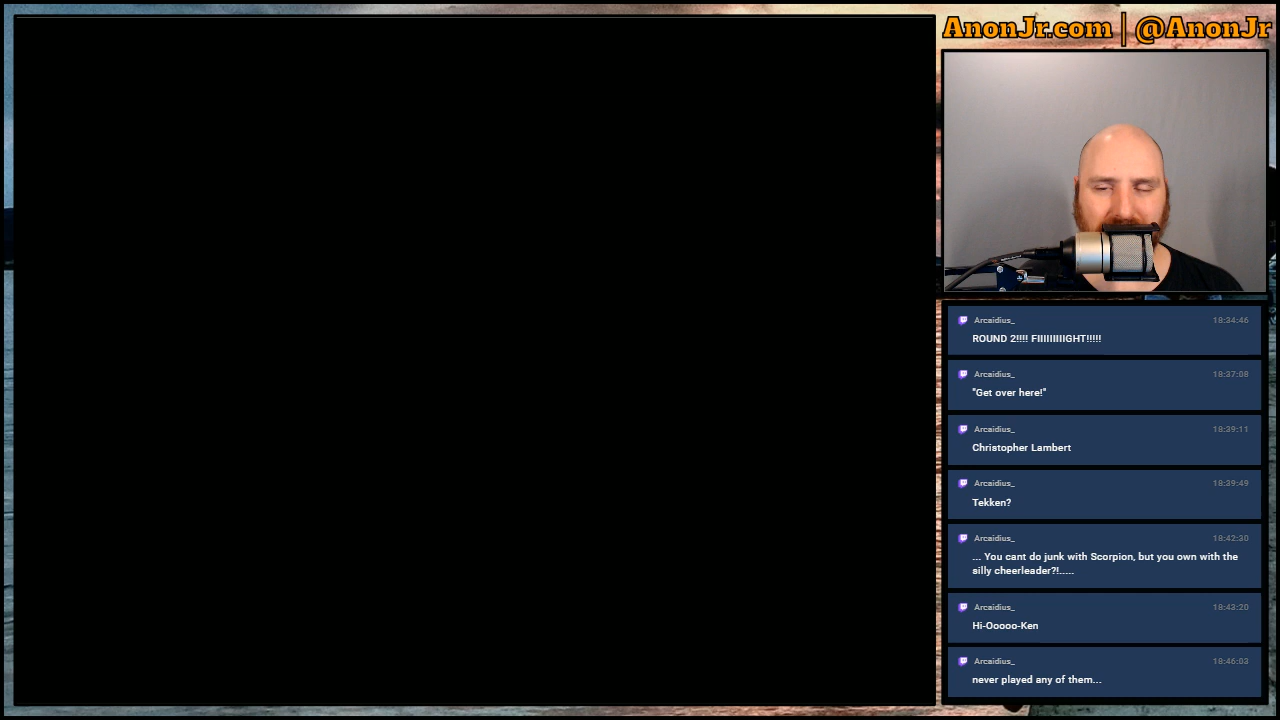 AnonJr.com | @AnonJr
Arcaidius_ 18:34:46
ROUND 2!!!! FIIIIIIIIIGHT!!!!!
Arcaidius_ 18:37:08
"Get over here!"
Arcaidius_ 18:39:11
Christopher Lambert
Arcaidius_ 18:39:49
Tekken?
Arcaidius_ 18:42:30
... You cant do junk with Scorpion, but you own with the
silly cheerleader?!.....
Arcaidius_ 18:43:20
Hi-Ooooo-Ken
Arcaidius_ 18:46:03
never played any of them...